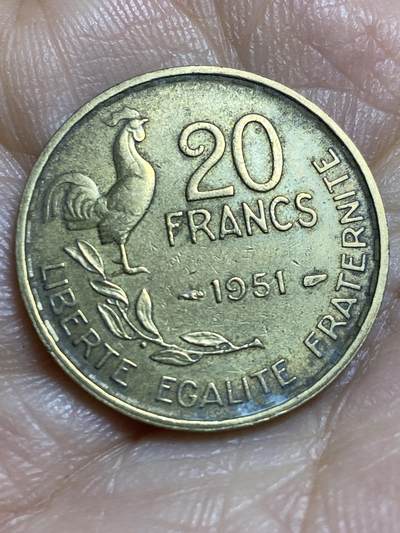 20
FRANCS
1951
LIBERTE EGALITE FRATERNITE